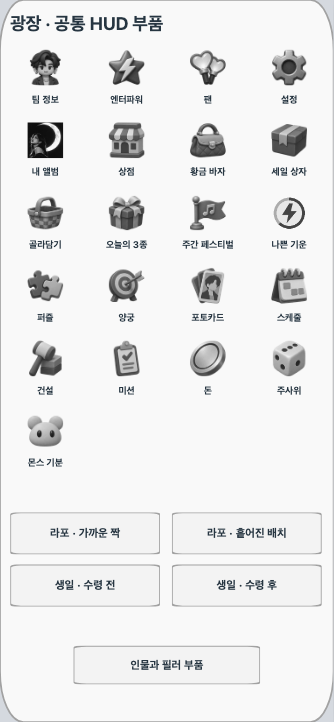 광장 · 공통 HUD 부품
팀 정보
엔터파워
팬
설정
내 앨범
상점
황금 바자
세일 상자
골라담기
오늘의 3종
주간 페스티벌
나쁜 기운
퍼즐
양궁
포토카드
스케줄
건설
미션
돈
주사위
몬스 기분
라포 · 가까운 짝
라포 · 흩어진 배치
생일 · 수령 전
생일 · 수령 후
인물과 필러 부품